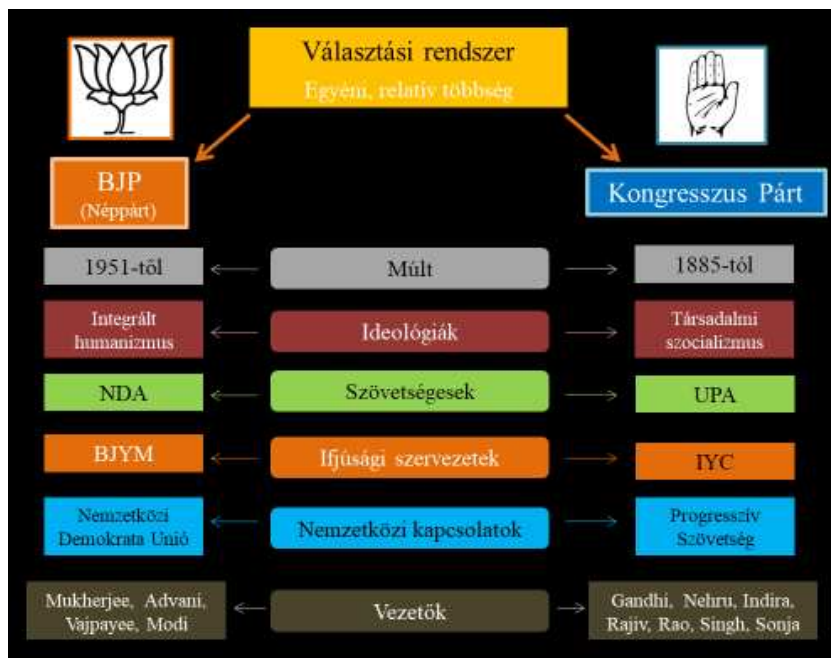 Választási rendszer
Egyéni, relatív többség
BJP
(Néppárt)
Kongresszus Párt
1951-től
Múlt
1885-tól
Integrált
humanizmus
Ideológiák
Társadalmi
szocializmus
NDA
Szövetségesek
UPA
BJYM
Ifjúsági szervezetek
IYC
Nemzetközi
Demokrata Unió
Nemzetközi kapcsolatok
Progresszív
Szövetség
Mukherjee, Advani,
Vajpayee, Modi
Vezetők
Gandhi, Nehru, Indira,
Rajiv, Rao, Singh, Sonja